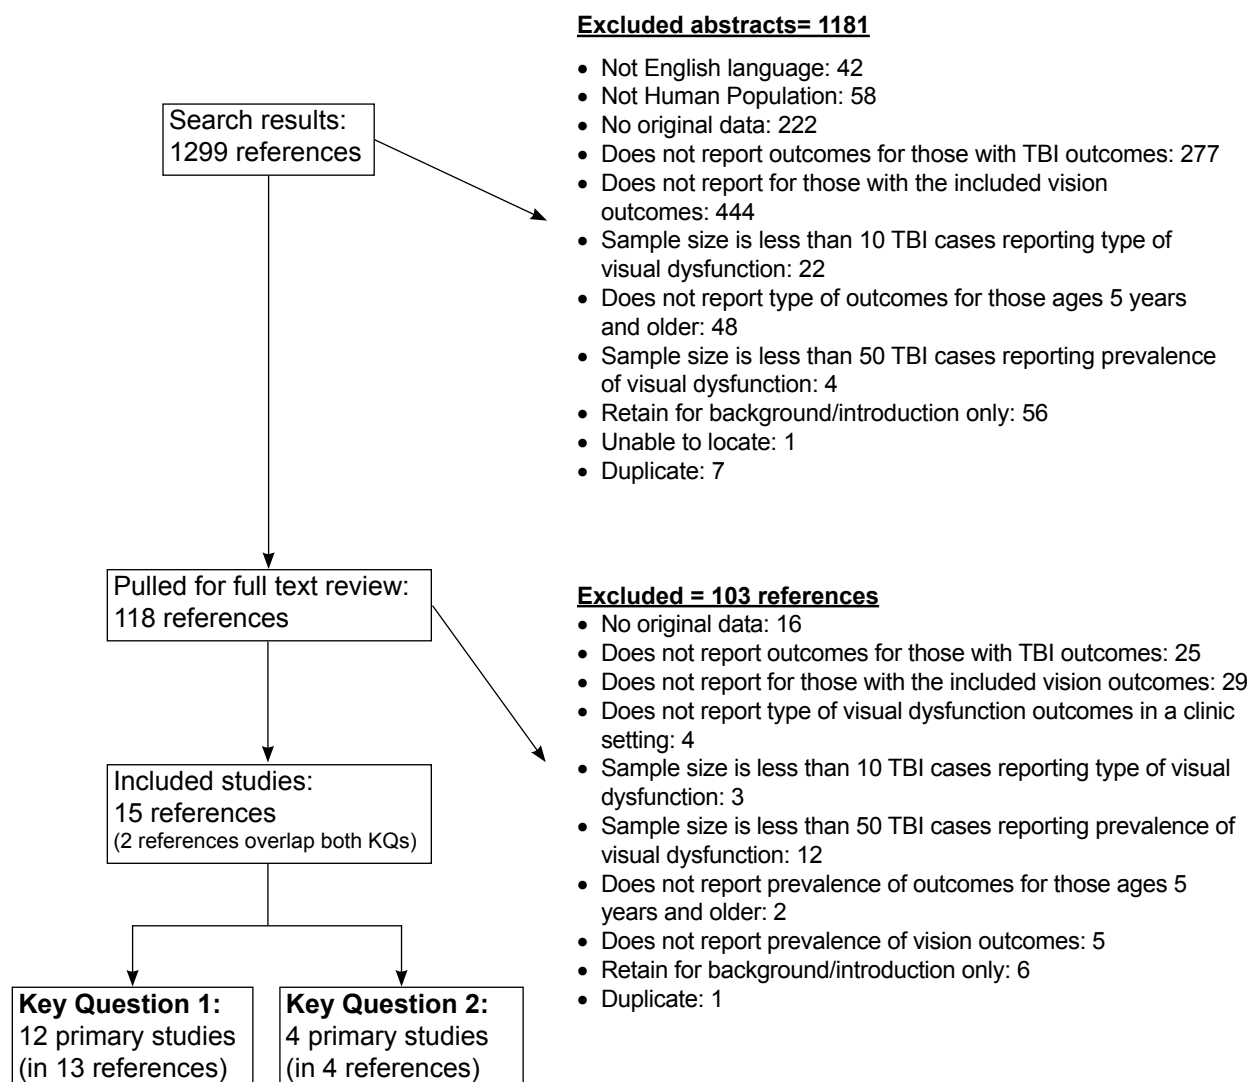 Excluded abstracts= 1181
• Not English language: 42
• Not Human Population: 58
• No original data: 222
• Does not report outcomes for those with TBI outcomes: 277
• Does not report for those with the included vision
outcomes: 444
• Sample size is less than 10 TBI cases reporting type of
visual dysfunction: 22
• Does not report type of outcomes for those ages 5 years
and older: 48
• Sample size is less than 50 TBI cases reporting prevalence
of visual dysfunction: 4
• Retain for background/introduction only: 56
• Unable to locate: 1
• Duplicate: 7
Search results:
1299 references
Pulled for full text review:
118 references
Excluded = 103 references
• No original data: 16
• Does not report outcomes for those with TBI outcomes: 25
• Does not report for those with the included vision outcomes: 29
• Does not report type of visual dysfunction outcomes in a clinic
setting: 4
• Sample size is less than 10 TBI cases reporting type of visual
dysfunction: 3
• Sample size is less than 50 TBI cases reporting prevalence of
visual dysfunction: 12
• Does not report prevalence of outcomes for those ages 5
years and older: 2
• Does not report prevalence of vision outcomes: 5
• Retain for background/introduction only: 6
• Duplicate: 1
Included studies:
15 references
(2 references overlap both KQs)
Key Question 1:
12 primary studies
(in 13 references)
Key Question 2:
4 primary studies
(in 4 references)